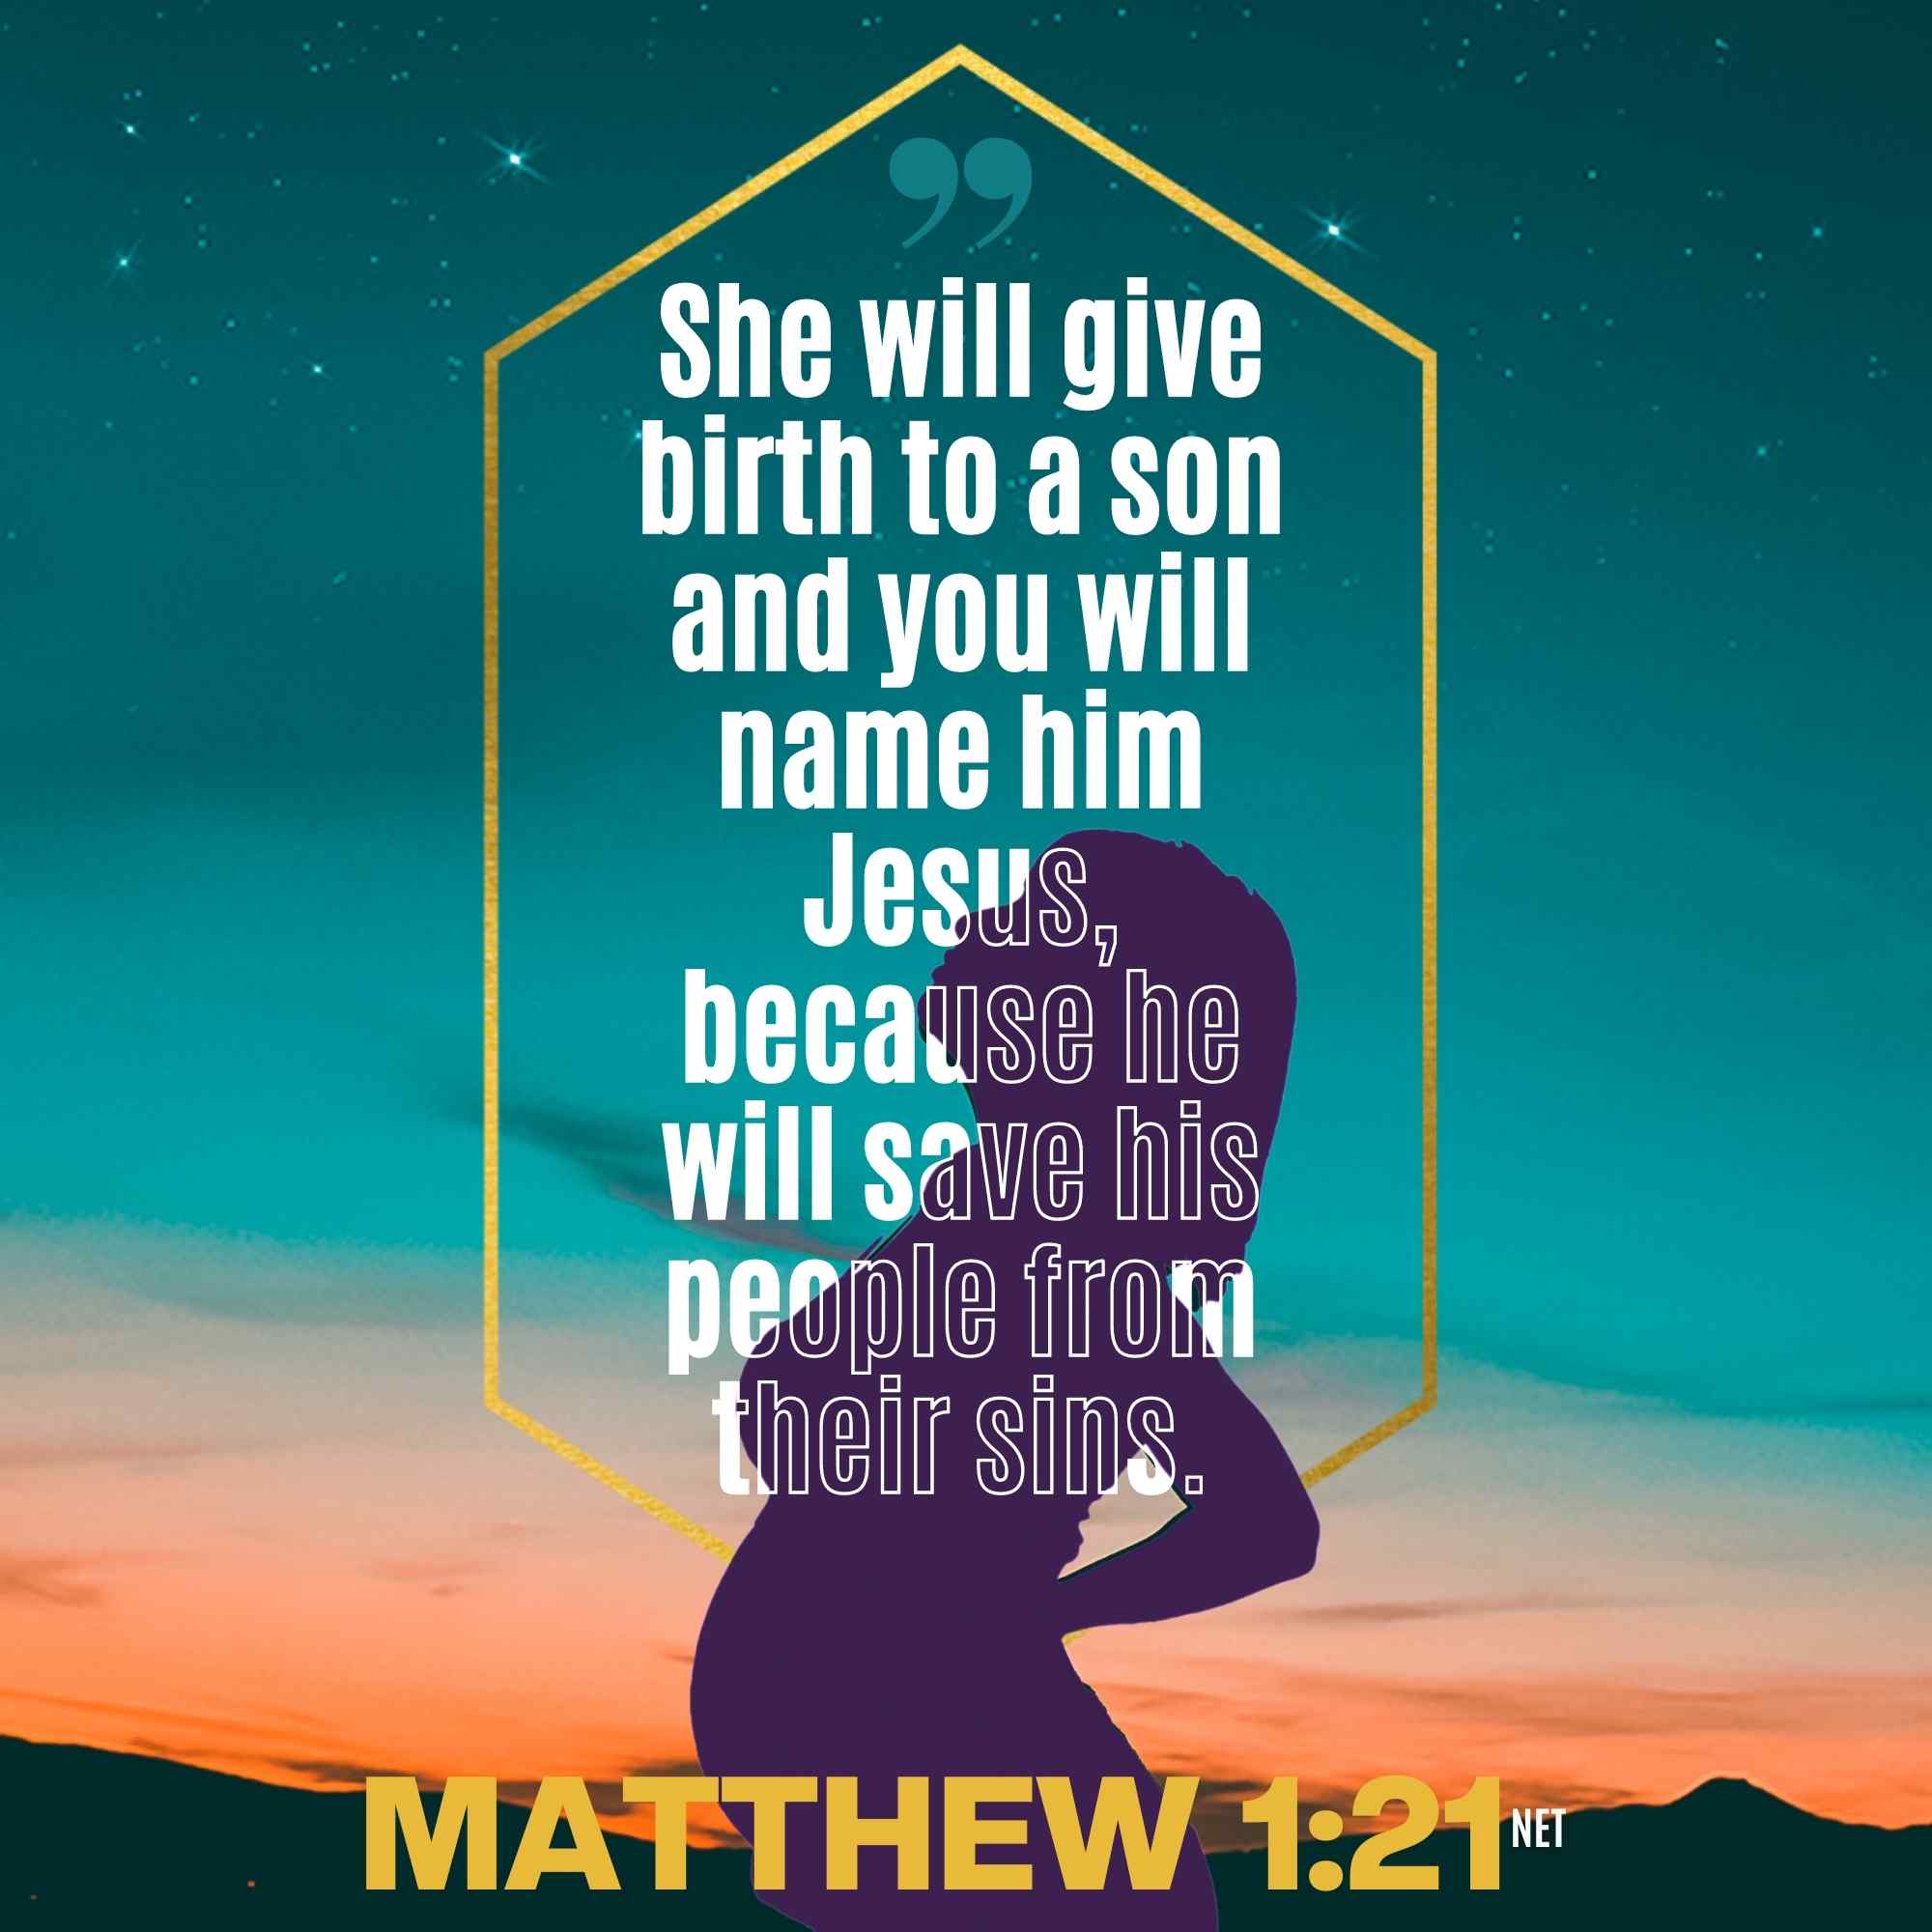 ”
She will give
birth to a son
and you will
name him
Jesus,
because he
will save his
people from
their sins.
MATTHEW 1:21 NET